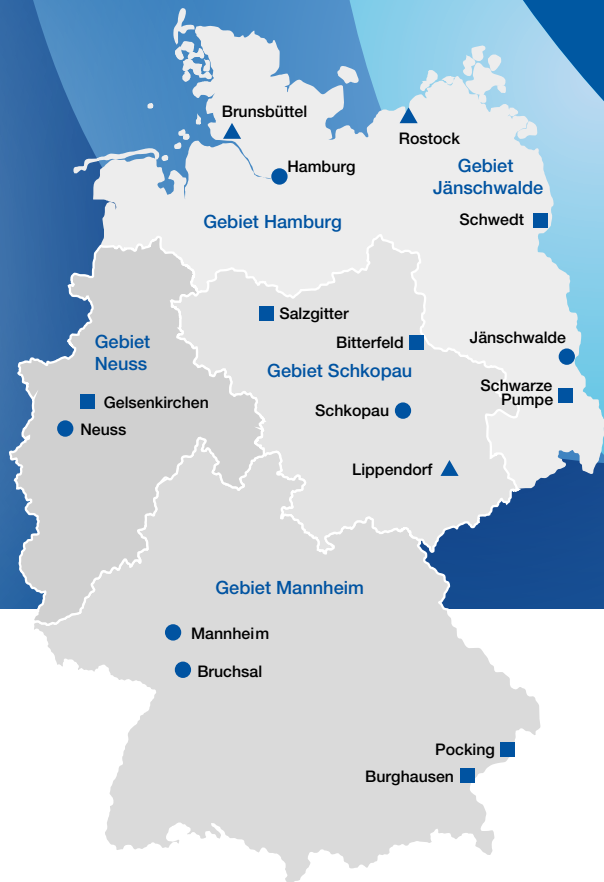 Brunsbüttel
Rostock
Hamburg
Gebiet
Jänschwalde
Gebiet Hamburg
Schwedt
Salzgitter
Gebiet
Neuss
Bitterfeld
Jänschwalde
Gebiet Schkopau
Schwarze
Pumpe
Gelsenkirchen
Schkopau
Neuss
Lippendorf
Gebiet Mannheim
Mannheim
Bruchsal
Pocking
Burghausen